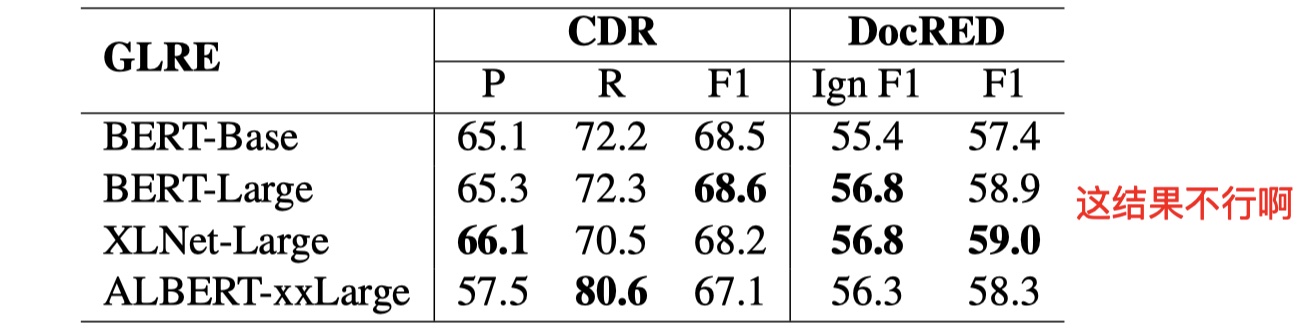 GLRE CDR DocRED
P R F1 Ign F1 F1
BERT-Base 65.1 72.2 68.5 55.4 57.4
BERT-Large 65.3 72.3 68.6 56.8 58.9
这结果不行啊
XLNet-Large 66.1 70.5 68.2 56.8 59.0
ALBERT-xxLarge 57.5 80.6 67.1 56.3 58.3